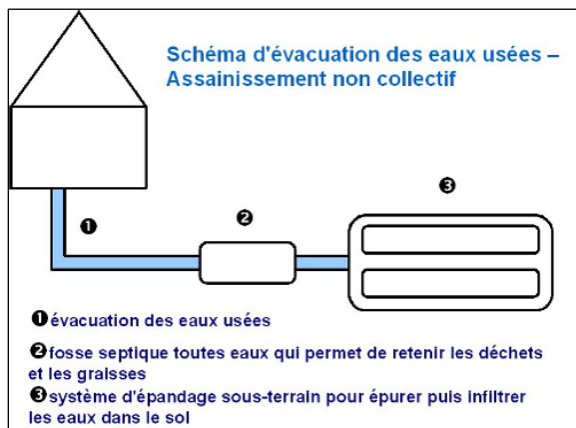 Schéma d'évacuation des eaux usées –
Assainissement non collectif
❸
❷
❶
❶évacuation des eaux usées
❷fosse septique toutes eaux qui permet de retenir les déchets
et les graisses
❸système d'épandage sous-terrain pour épurer puis infiltrer
les eaux dans le sol